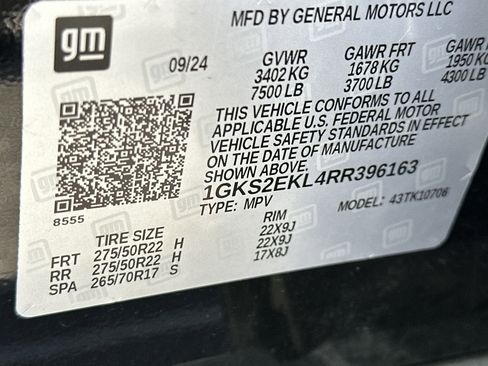 gm
MFD BY GENERAL MOTORS LLC
09/24 GVWR GAWR FRT GAWR
3402 KG 1678 KG 1950 KG
7500 LB 3700 LB 4300 LB
THIS VEHICLE CONFORMS TO ALL
APPLICABLE U.S. FEDERAL MOTOR
VEHICLE SAFETY STANDARDS IN EFFECT
ON THE DATE OF MANUFACTURE
SHOWN ABOVE.
1GKS2EKL4RR396163
TYPE: MPV MODEL: 43TK10706
8555
TIRE SIZE RIM
FRT 275/50R22 H 22X9J
RR 275/50R22 H 22X9J
SPA 265/70R17 S 17X8J